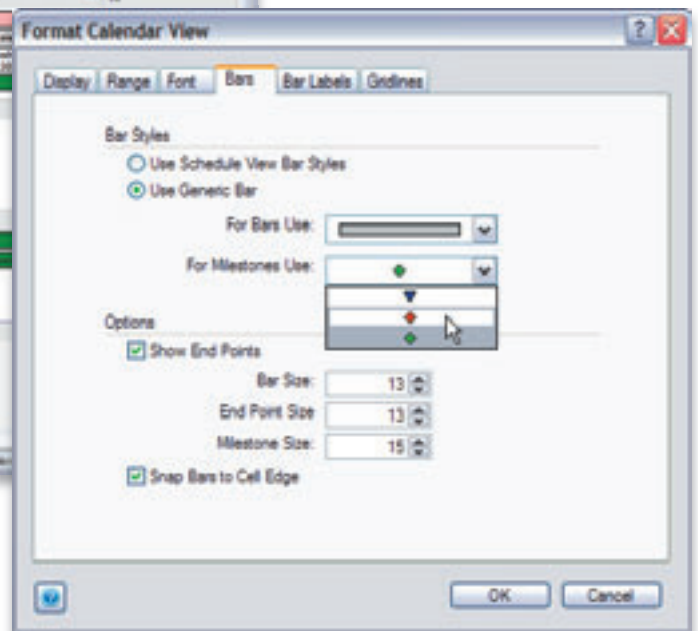 Format Calendar View
Display Range Font Bars Bar Labels Gridlines
Bar Styles
Use Schedule View Bar Styles
Use Generic Bar
For Bars Use:
For Milestones Use:
Options
Show End Points
Bar Size: 13
End Point Size 13
Milestone Size: 15
Snap Bars to Cell Edge
OK Cancel